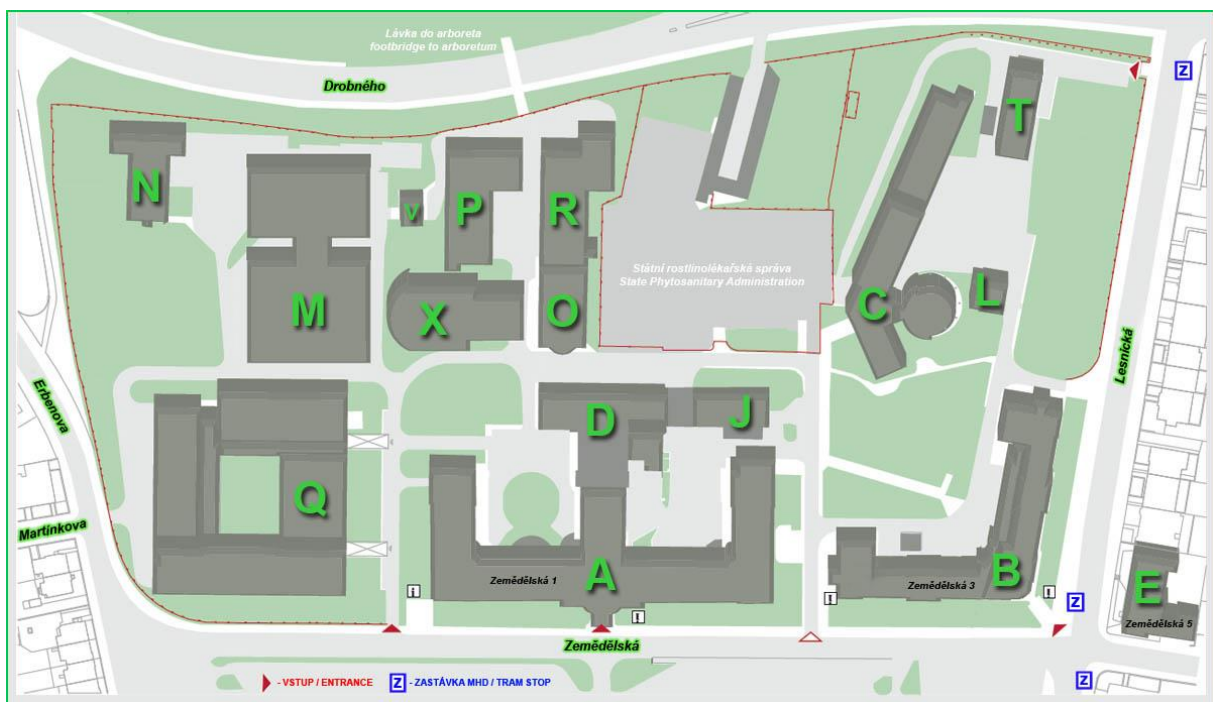 Lávka do arboreta
footbridge to arboretum
Drobného
Z
T
N
V
P
R
Státní rostlinolékařská správa
State Phytosanitary Administration
M
X
O
C
L
Lesnická
Erbenova
D
J
Q
Martínkova
Zemědělská 1
A
Zemědělská 3
B
E
i
!
!
!
Z
Zemědělská 5
Zemědělská
- VSTUP / ENTRANCE
Z
- ZASTÁVKA MHD / TRAM STOP
Z